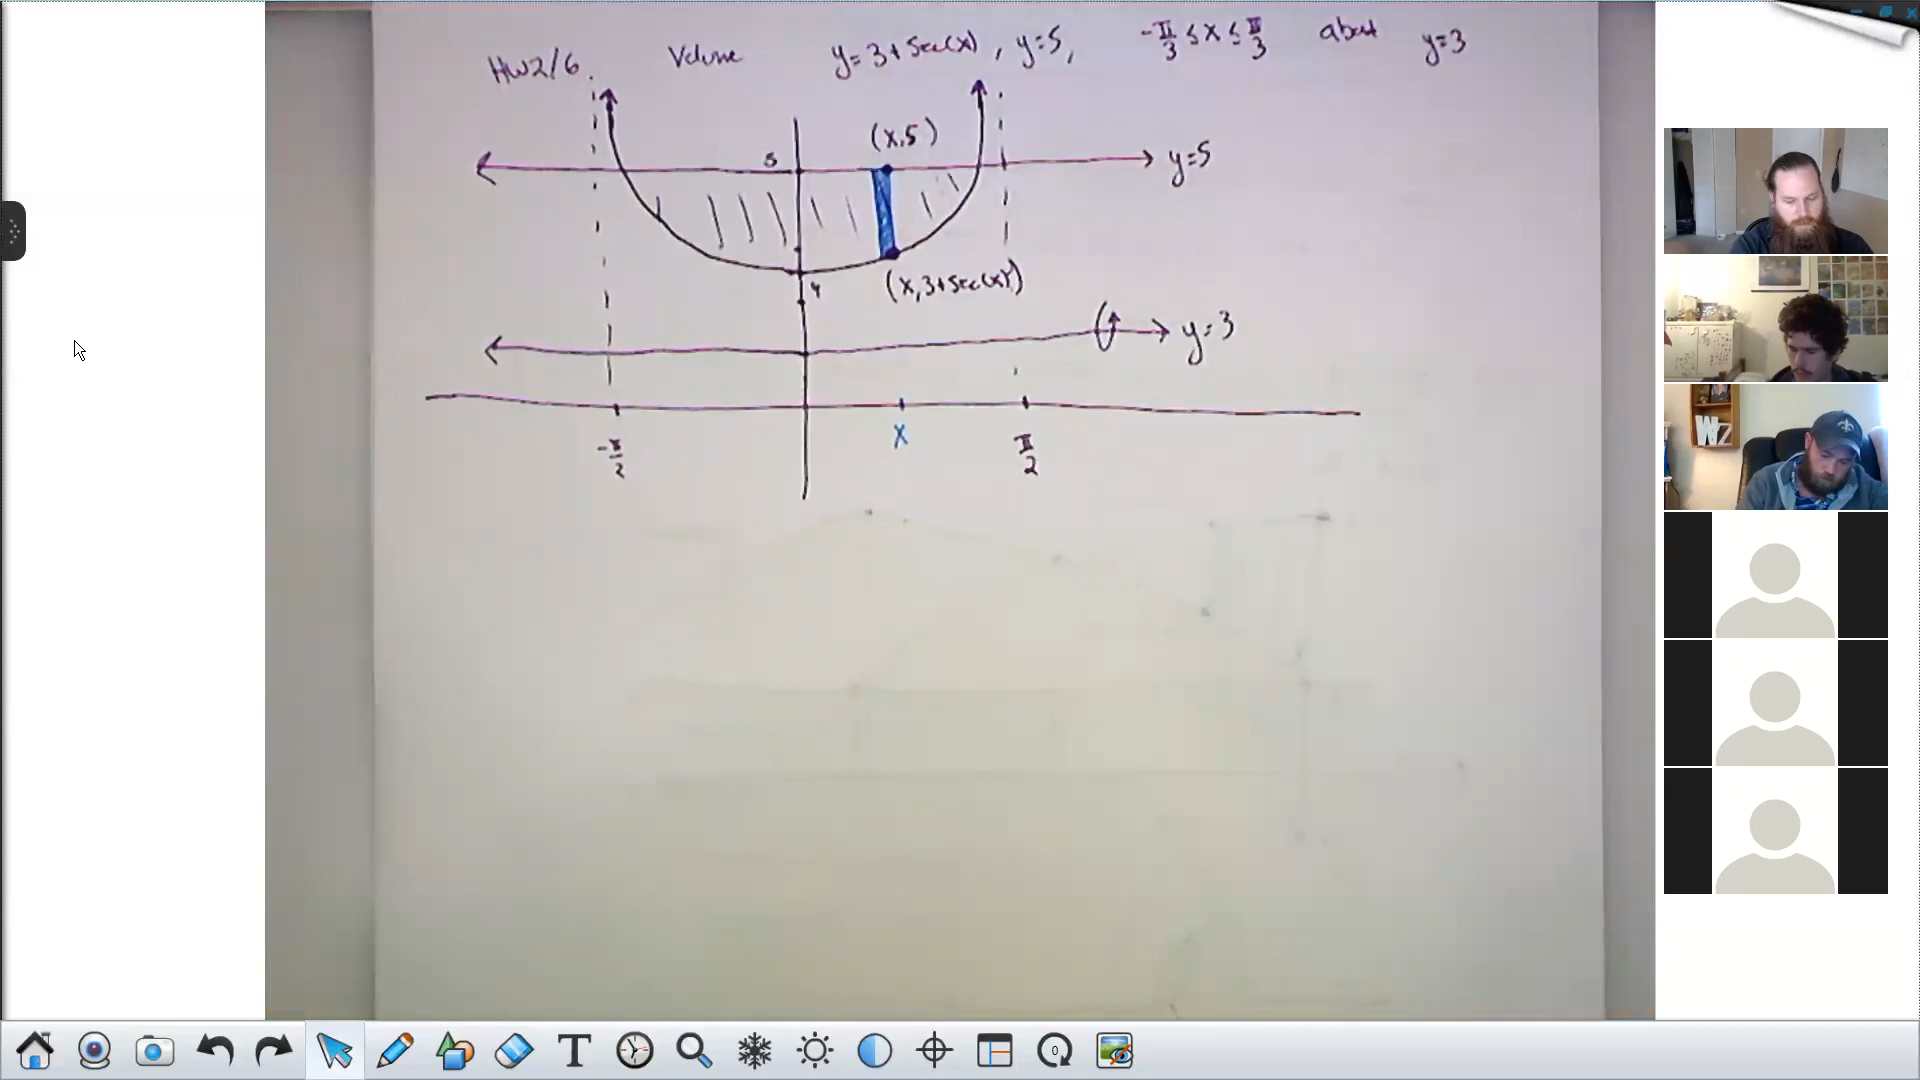 HW2/6. Volume y=3+Sec(x), y=5, -π/3 ≤ x ≤ π/3 about y=3
(x,5)
5
y=5
(x,3+Sec(x))
4
y=3
x
-π/2
π/2
T
0